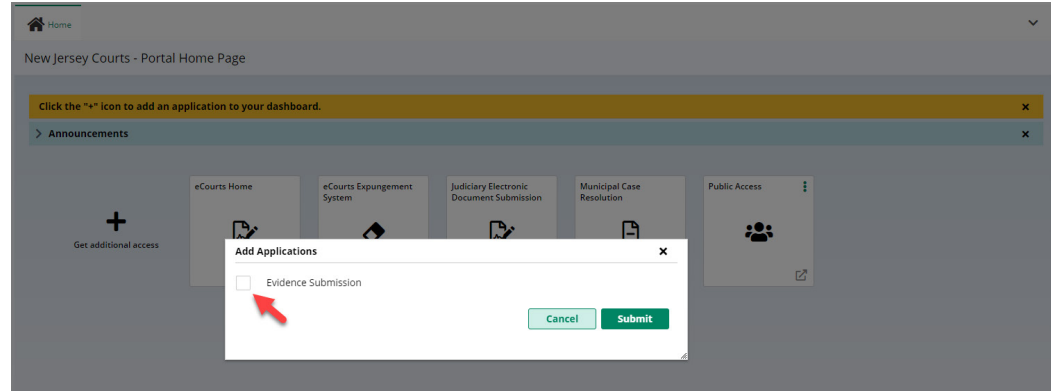 Home
New Jersey Courts - Portal Home Page
Click the "+" icon to add an application to your dashboard.
Announcements
eCourts Home
eCourts Expungement
System
Judiciary Electronic
Document Submission
Municipal Case
Resolution
Public Access
Get additional access
Add Applications
Evidence Submission
Cancel
Submit